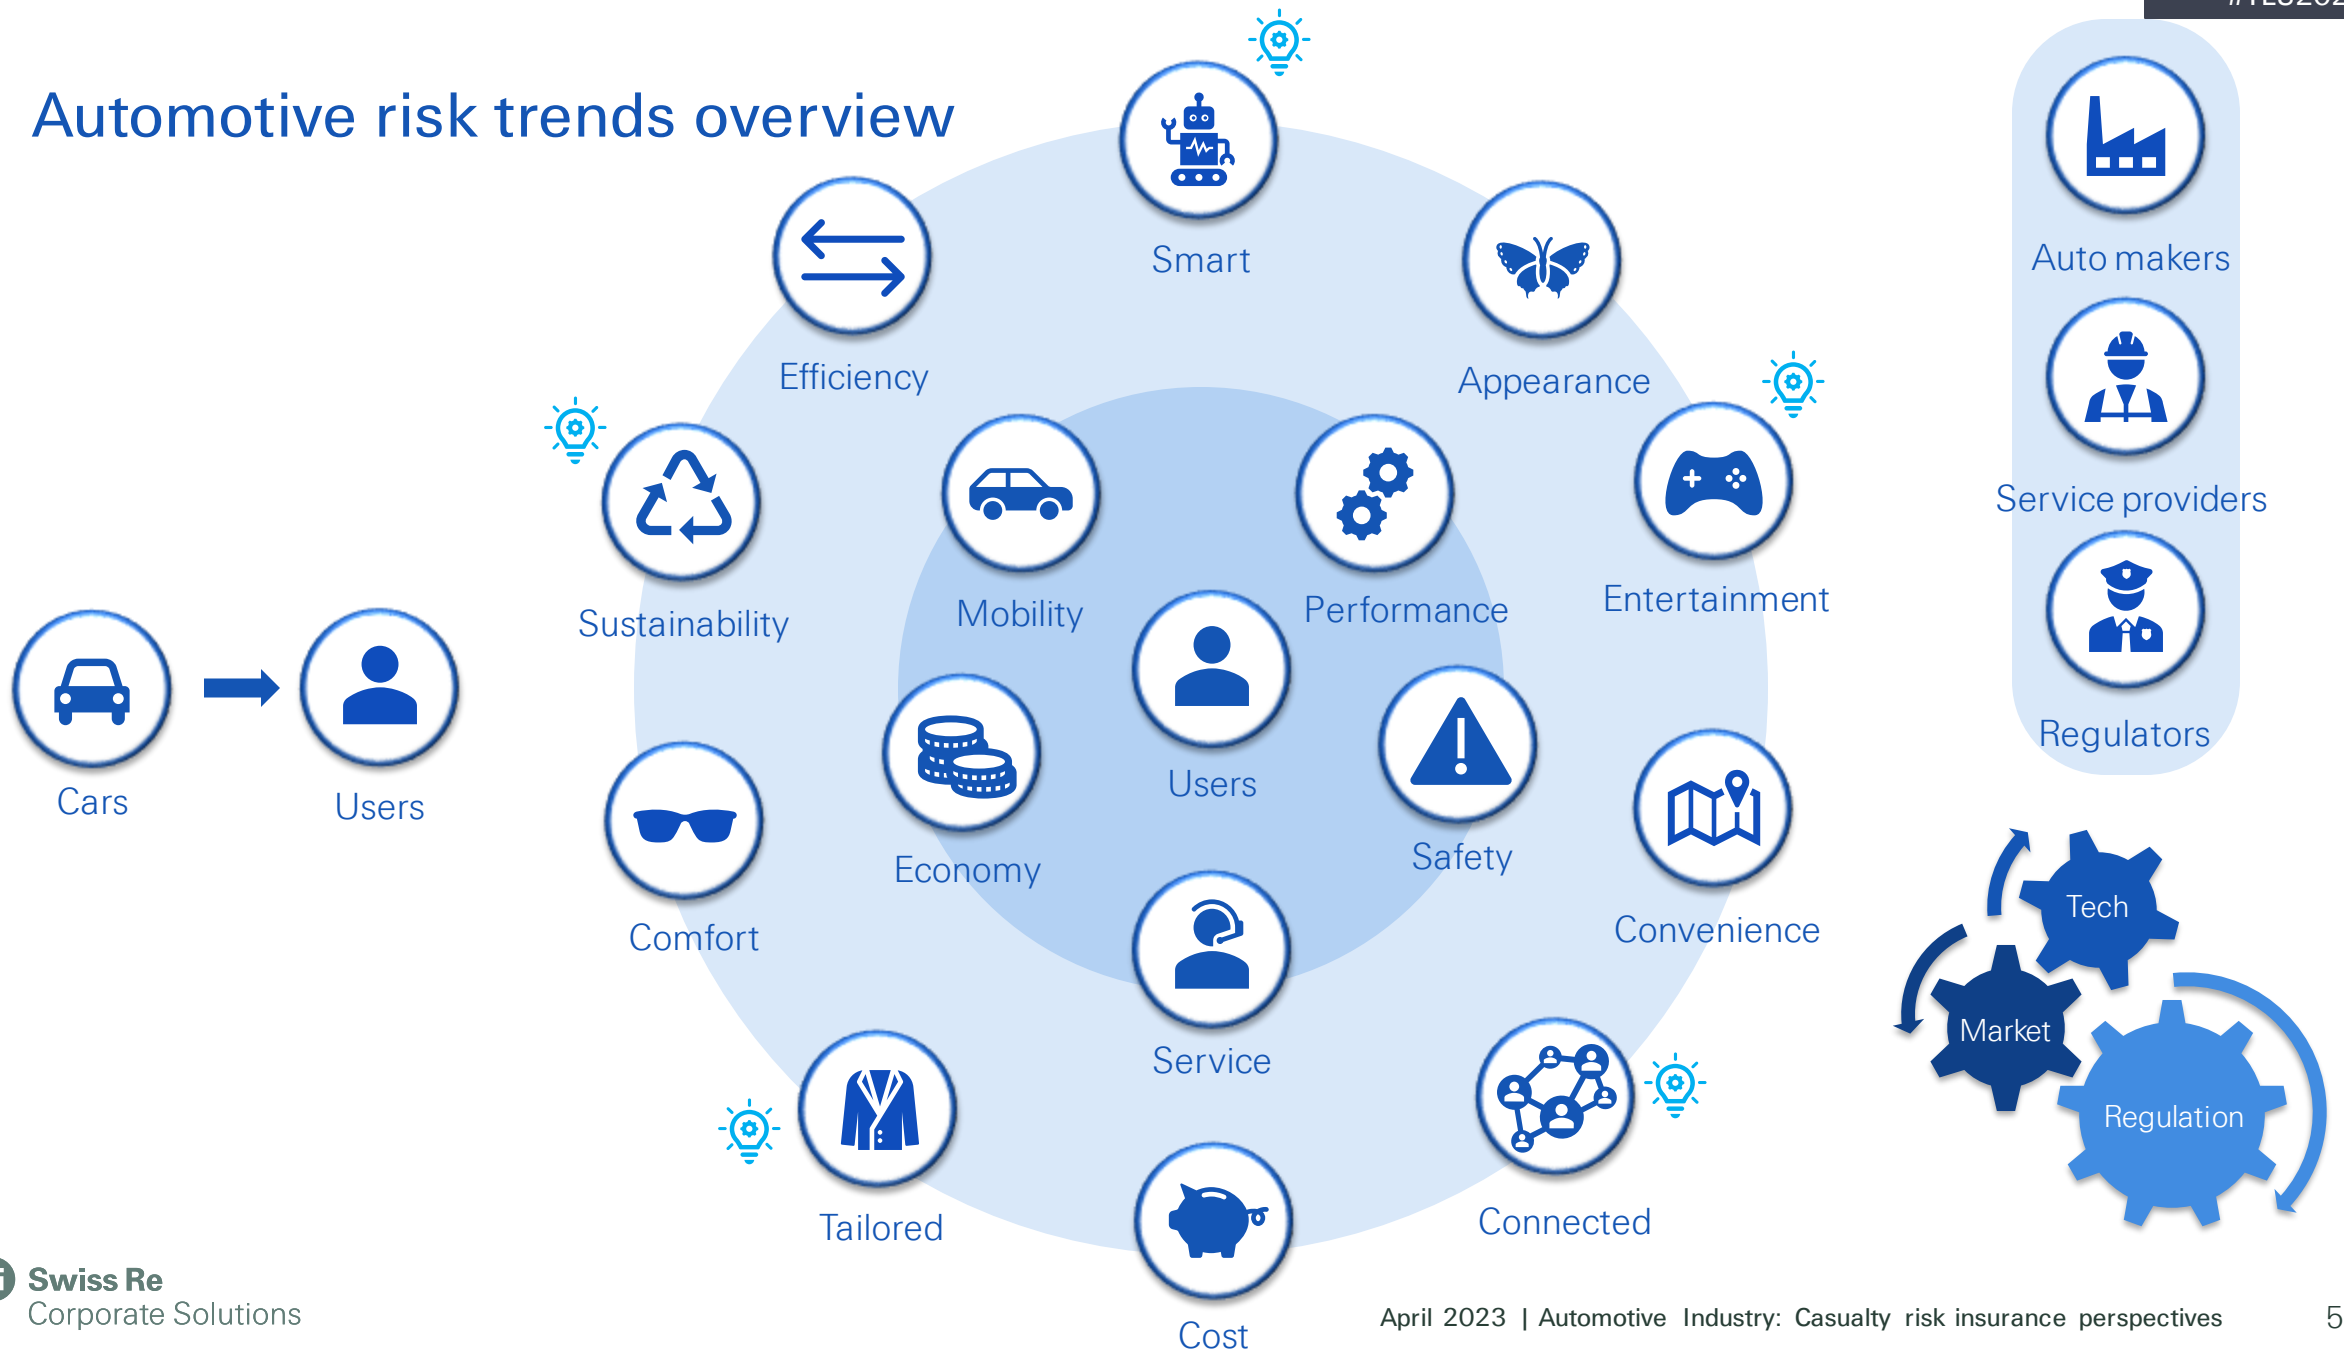 Automotive risk trends overview
Smart
Efficiency
Appearance
Sustainability
Mobility
Performance
Entertainment
Cars
Users
Users
Economy
Safety
Comfort
Convenience
Service
Tailored
Connected
Cost
Auto makers
Service providers
Regulators
Tech
Market
Regulation
Swiss Re
Corporate Solutions
April 2023 | Automotive Industry: Casualty risk insurance perspectives
5